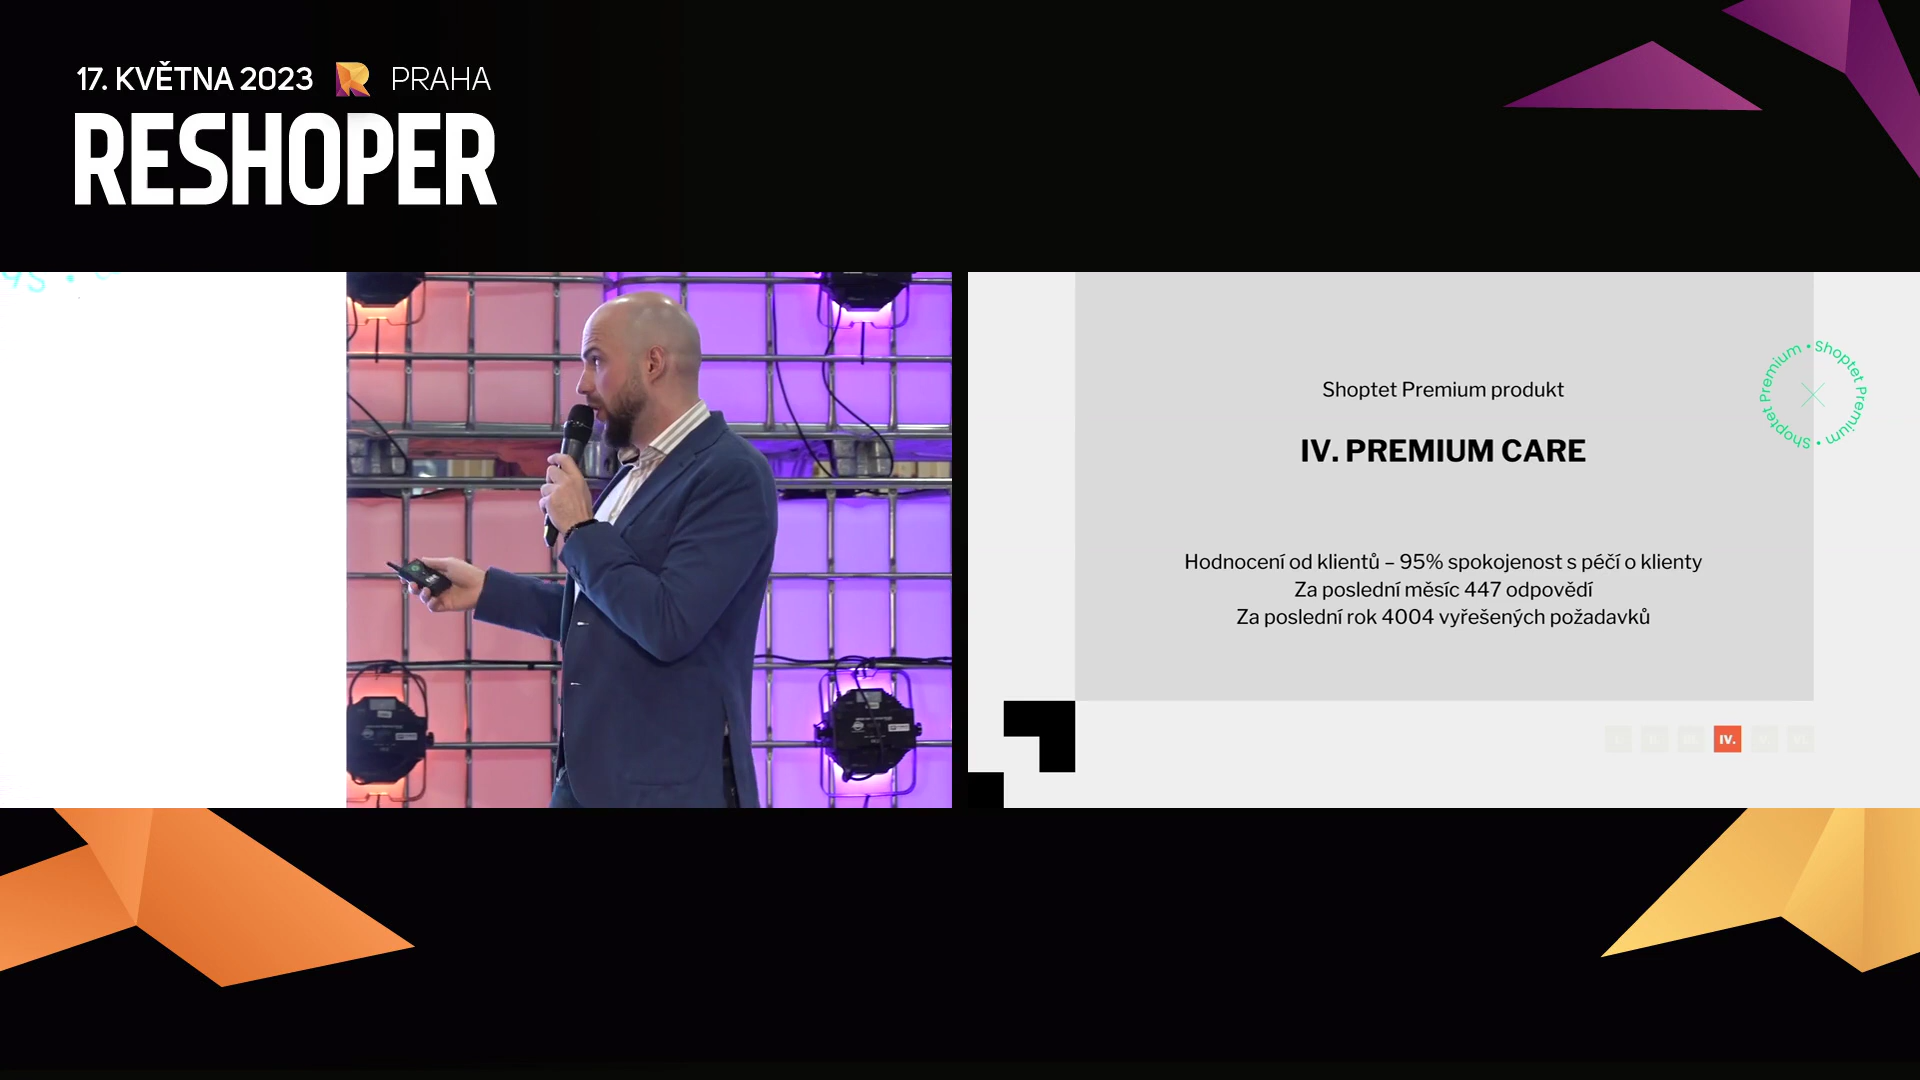 17. KVĚTNA 2023 PRAHA
RESHOPER
Shoptet Premium produkt
IV. PREMIUM CARE
Shoptet Premium • Shoptet Premium •
Hodnocení od klientů – 95% spokojenost s péčí o klienty
Za poslední měsíc 447 odpovědí
Za poslední rok 4004 vyřešených požadavků
IV.